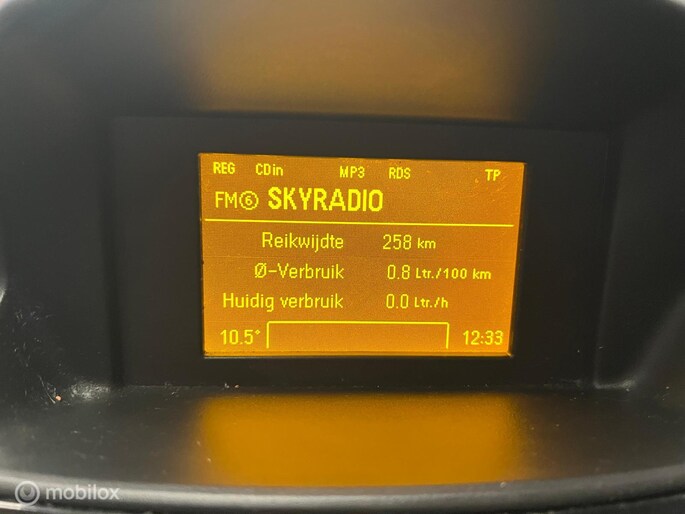 REG CDin MP3 RDS TP
FM⑥ SKYRADIO
Reikwijdte 258 km
Ø-Verbruik 0.8 Ltr./100 km
Huidig verbruik 0.0 Ltr./h
10.5° 12:33
mobilox